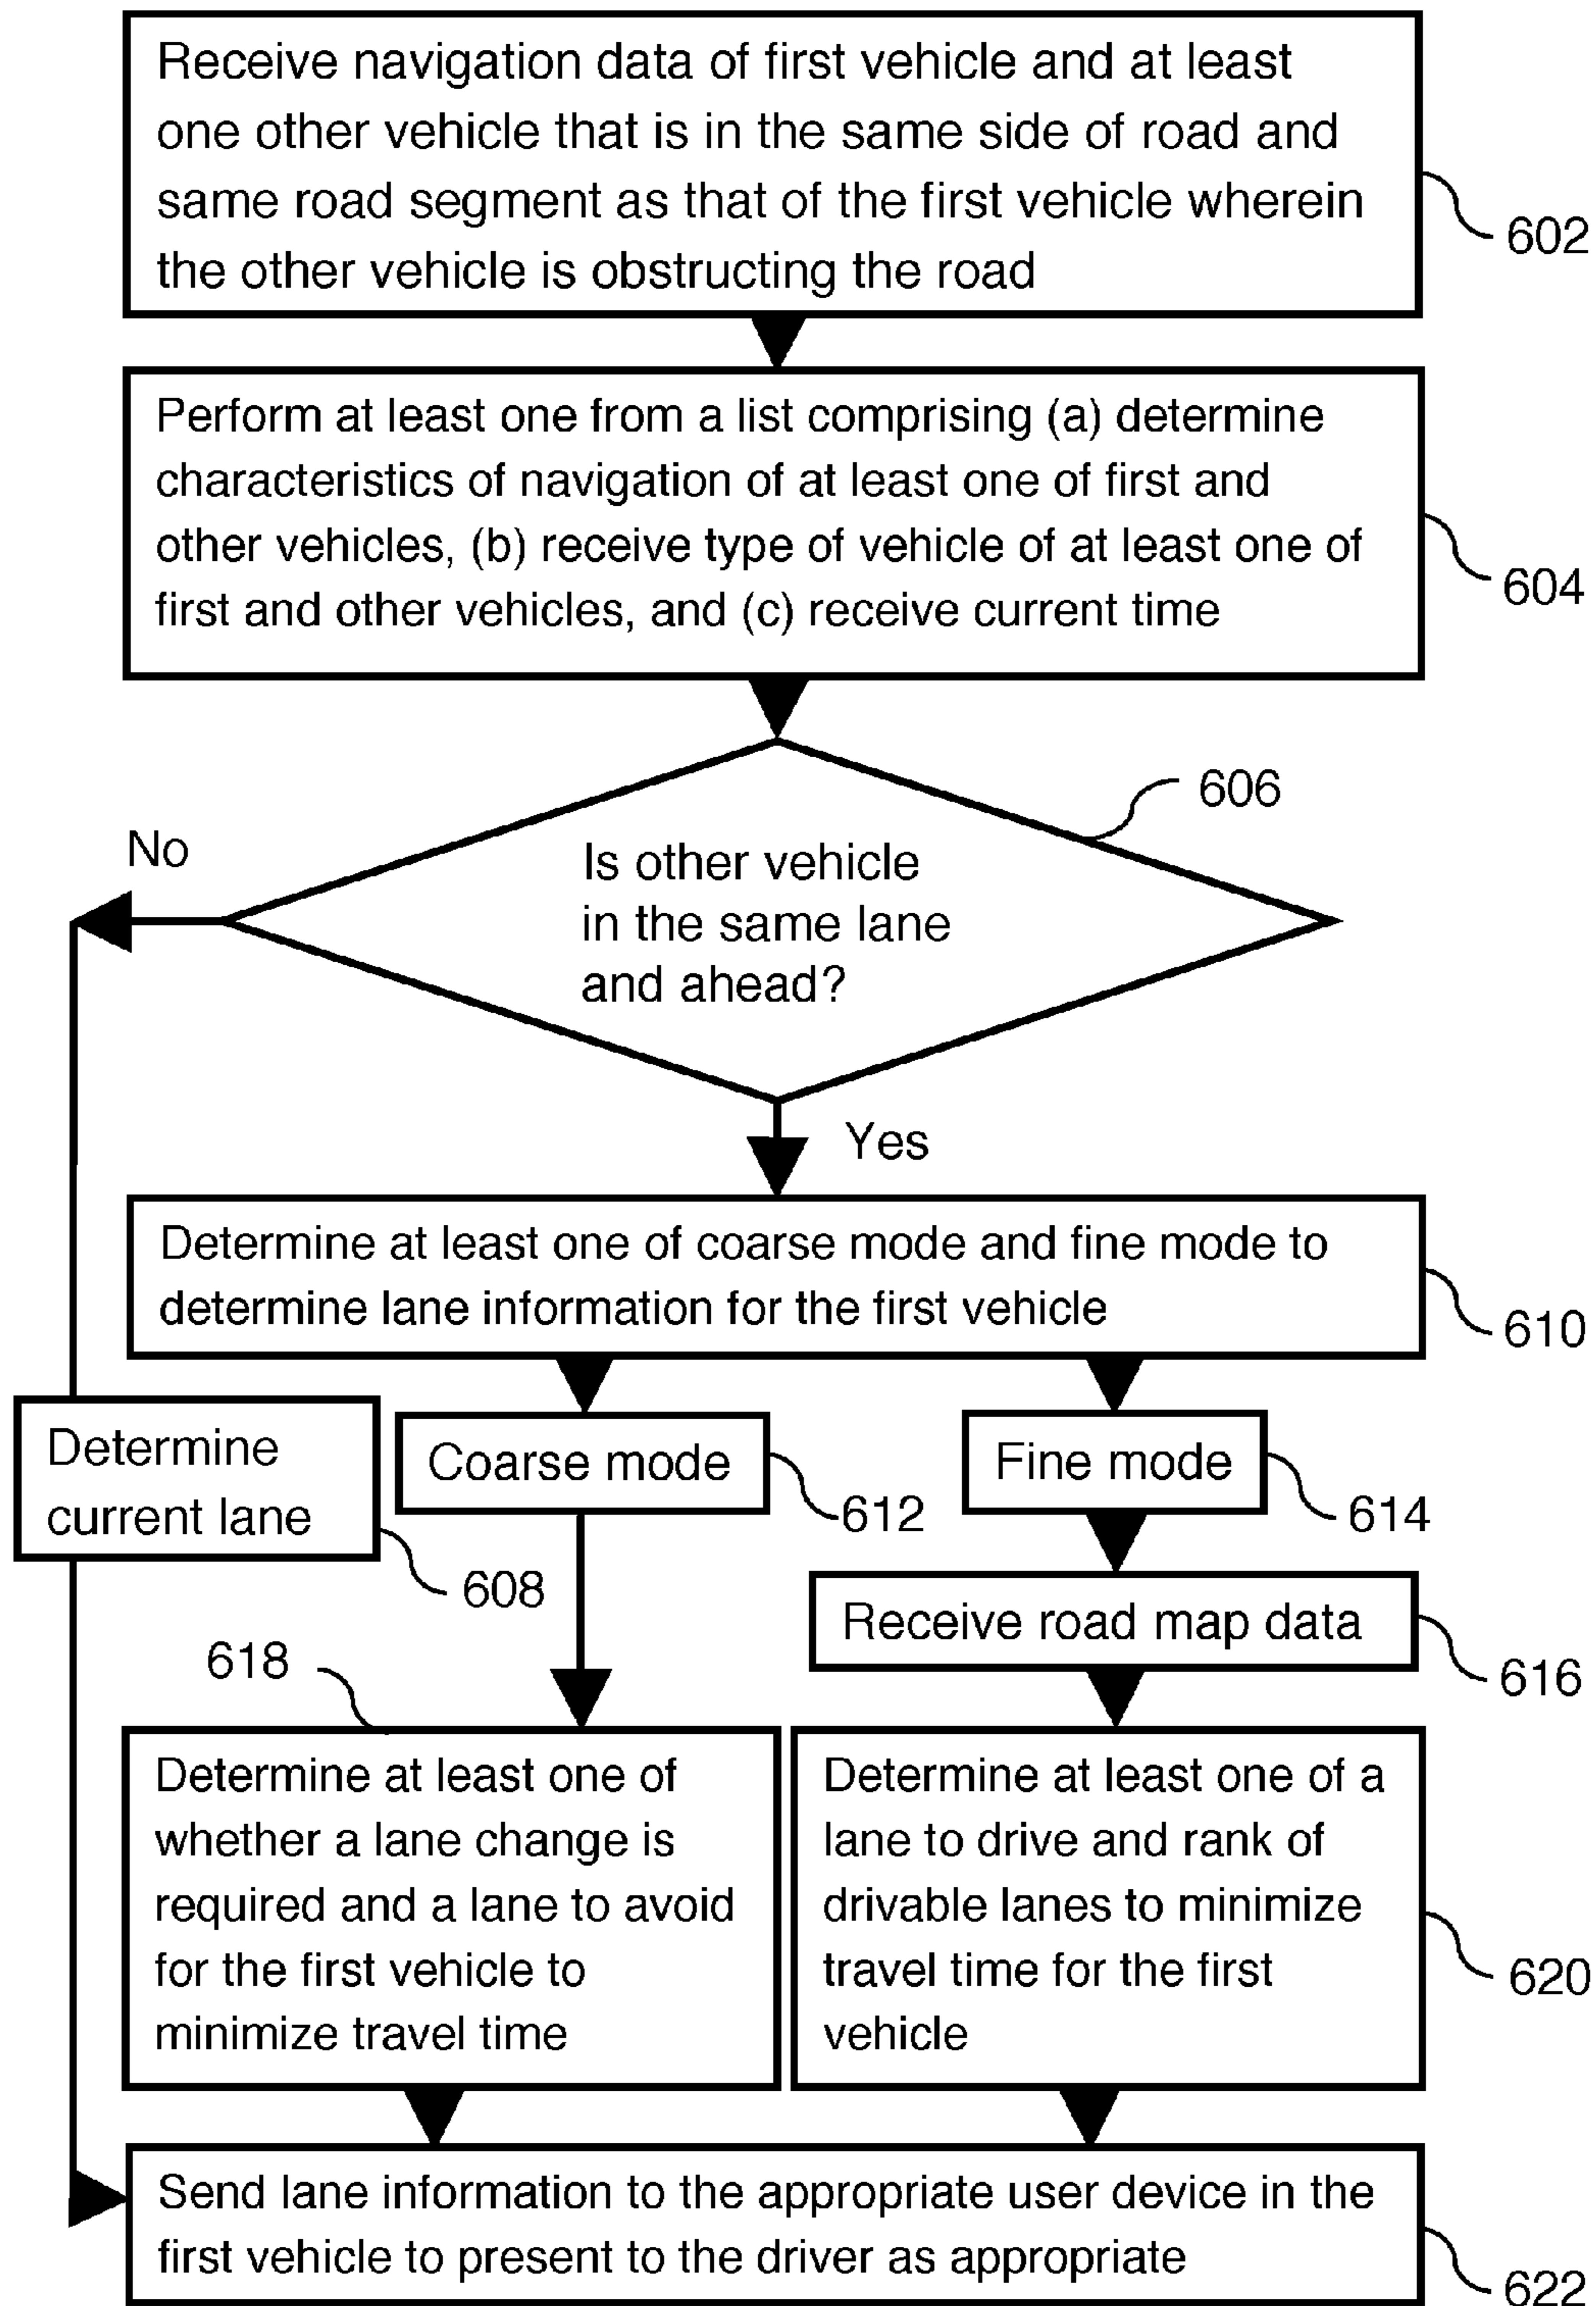 Receive navigation data of first vehicle and at least
one other vehicle that is in the same side of road and
same road segment as that of the first vehicle wherein
the other vehicle is obstructing the road
602
Perform at least one from a list comprising (a) determine
characteristics of navigation of at least one of first and
other vehicles, (b) receive type of vehicle of at least one of
first and other vehicles, and (c) receive current time
604
606
No
Is other vehicle
in the same lane
and ahead?
Yes
Determine at least one of coarse mode and fine mode to
determine lane information for the first vehicle
610
Determine
current lane
608
Coarse mode
612
Fine mode
614
Receive road map data
616
618
Determine at least one of
whether a lane change is
required and a lane to avoid
for the first vehicle to
minimize travel time
Determine at least one of a
lane to drive and rank of
drivable lanes to minimize
travel time for the first
vehicle
620
Send lane information to the appropriate user device in the
first vehicle to present to the driver as appropriate
622